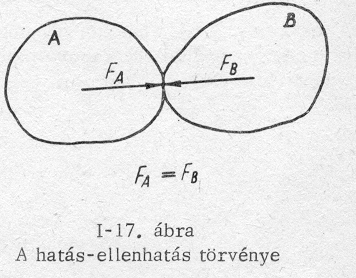 A
B
F_A F_B
F_A = F_B
I-17. ábra
A hatás-ellenhatás törvénye